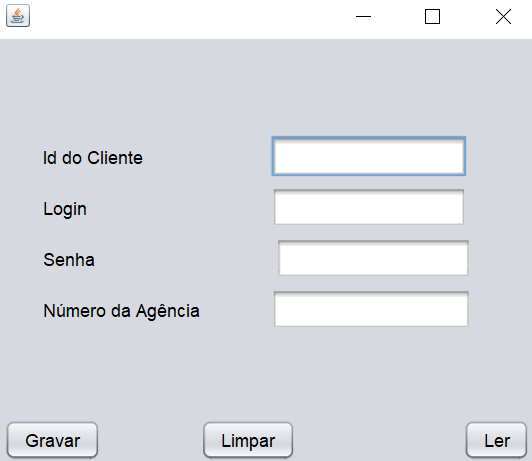 Id do Cliente
Login
Senha
Número da Agência
Gravar Limpar Ler